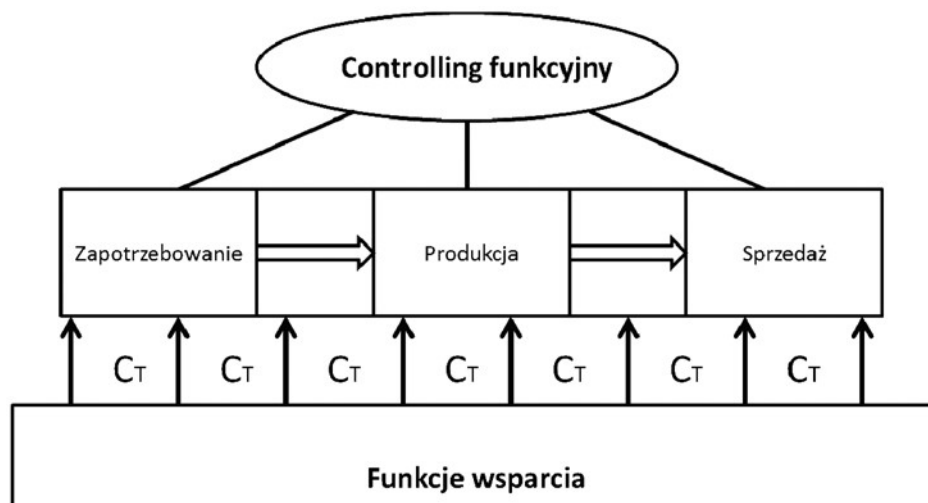 Controlling funkcyjny
Zapotrzebowanie
Produkcja
Sprzedaż
CT CT CT CT CT CT CT
Funkcje wsparcia